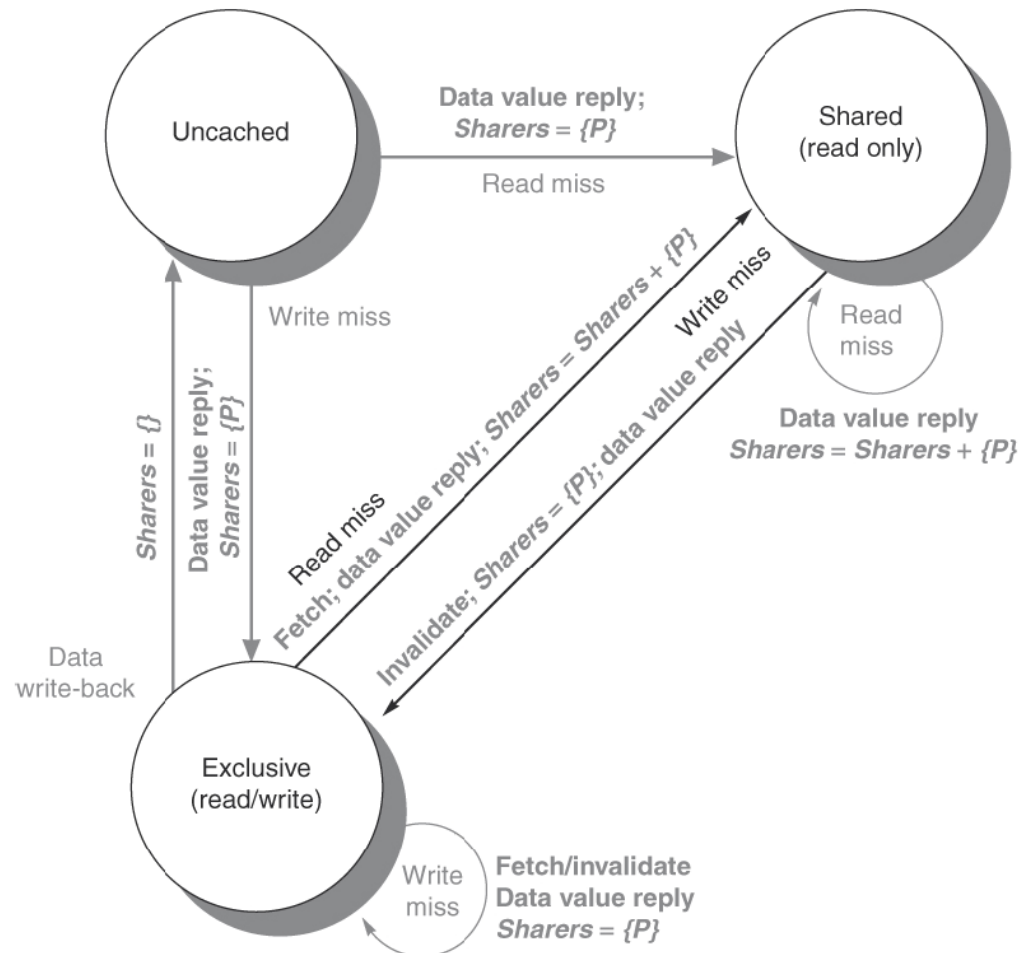 Uncached
Data value reply;
Sharers = {P}
Read miss
Shared
(read only)
Write miss
Data value reply;
Sharers = {P}
Sharers = {}
Data
write-back
Read miss
Fetch; data value reply; Sharers = Sharers + {P}
Write miss
Invalidate; Sharers = {P}; data value reply
Read
miss
Data value reply
Sharers = Sharers + {P}
Exclusive
(read/write)
Write
miss
Fetch/invalidate
Data value reply
Sharers = {P}